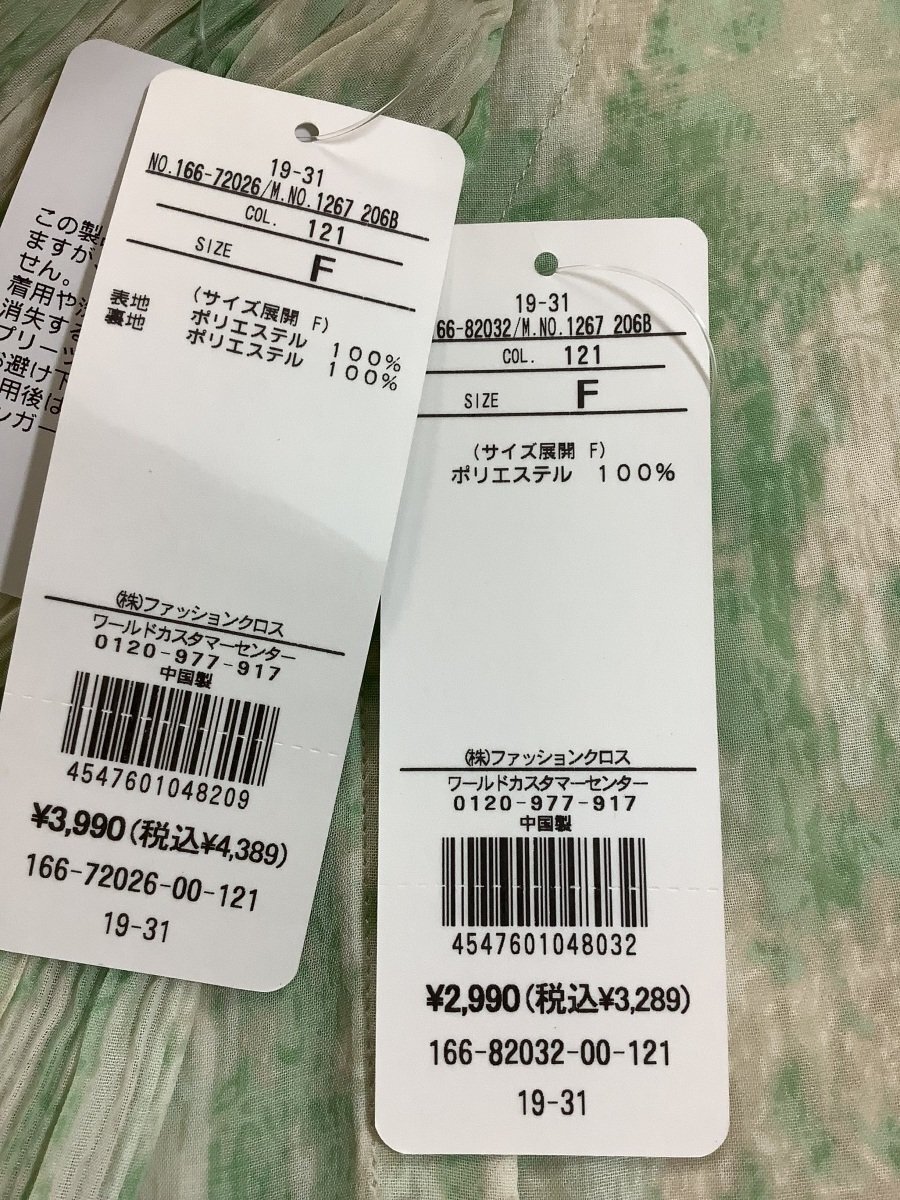 この製
ますが、
せん。
着用や
消失する
プリーツ
お避け下
用後は
ンガー
19-31
NO.166-72026/M.NO.1267 206B
COL. 121
SIZE F
(サイズ展開 F)
表地 ポリエステル 100%
裏地 ポリエステル 100%
(株)ファッションクロス
ワールドカスタマーセンター
0120-977-917
中国製
4547601048209
¥3,990(税込¥4,389)
166-72026-00-121
19-31
19-31
66-82032/M.NO.1267 206B
COL. 121
SIZE F
(サイズ展開 F)
ポリエステル 100%
(株)ファッションクロス
ワールドカスタマーセンター
0120-977-917
中国製
4547601048032
¥2,990(税込¥3,289)
166-82032-00-121
19-31